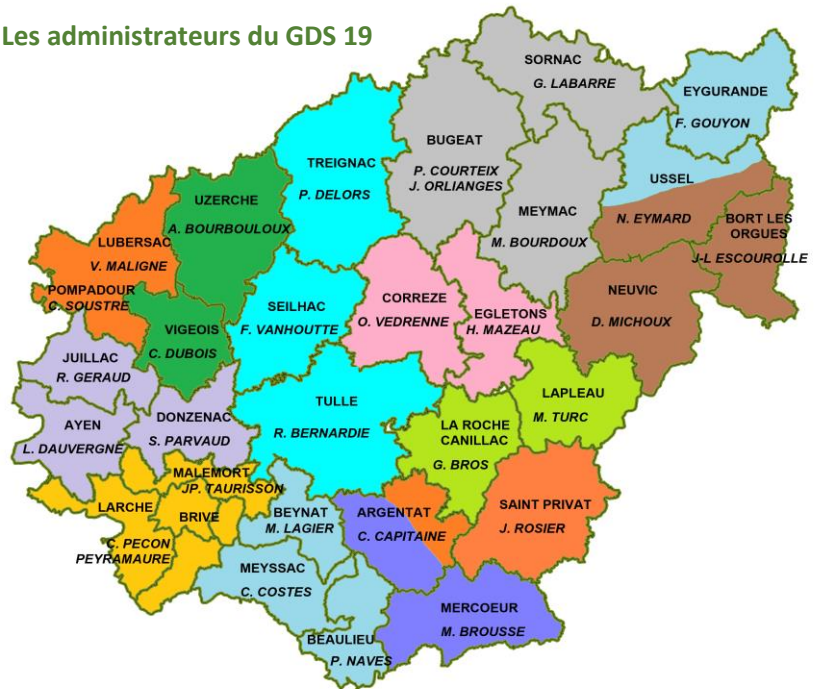 Les administrateurs du GDS 19
SORNAC
G. LABARRE
EYGURANDE
F. GOUYON
BUGEAT
P. COURTEIX
J. ORLIANGES
TREIGNAC
P. DELORS
USSEL
N. EYMARD
UZERCHE
A. BOURBOULOUX
MEYMAC
M. BOURDOUX
BORT LES
ORGUES
J-L ESCOUROLLE
LUBERSAC
V. MALIGNE
POMPADOUR
C. SOUSTRE
SEILHAC
F. VANHOUTTE
CORREZE
O. VEDRENNE
EGLETONS
H. MAZEAU
NEUVIC
D. MICHOUX
VIGEOIS
C. DUBOIS
JUILLAC
R. GERAUD
TULLE
R. BERNARDIE
LAPLEAU
M. TURC
AYEN
L. DAUVERGNE
DONZENAC
S. PARVAUD
LA ROCHE
CANILLAC
G. BROS
MALEMORT
JP. TAURISSON
LARCHE
BRIVE
C. PECON
PEYRAMAURE
BEYNAT
M. LAGIER
ARGENTAT
C. CAPITAINE
SAINT PRIVAT
J. ROSIER
MEYSSAC
C. COSTES
MERCOEUR
M. BROUSSE
BEAULIEU
P. NAVES